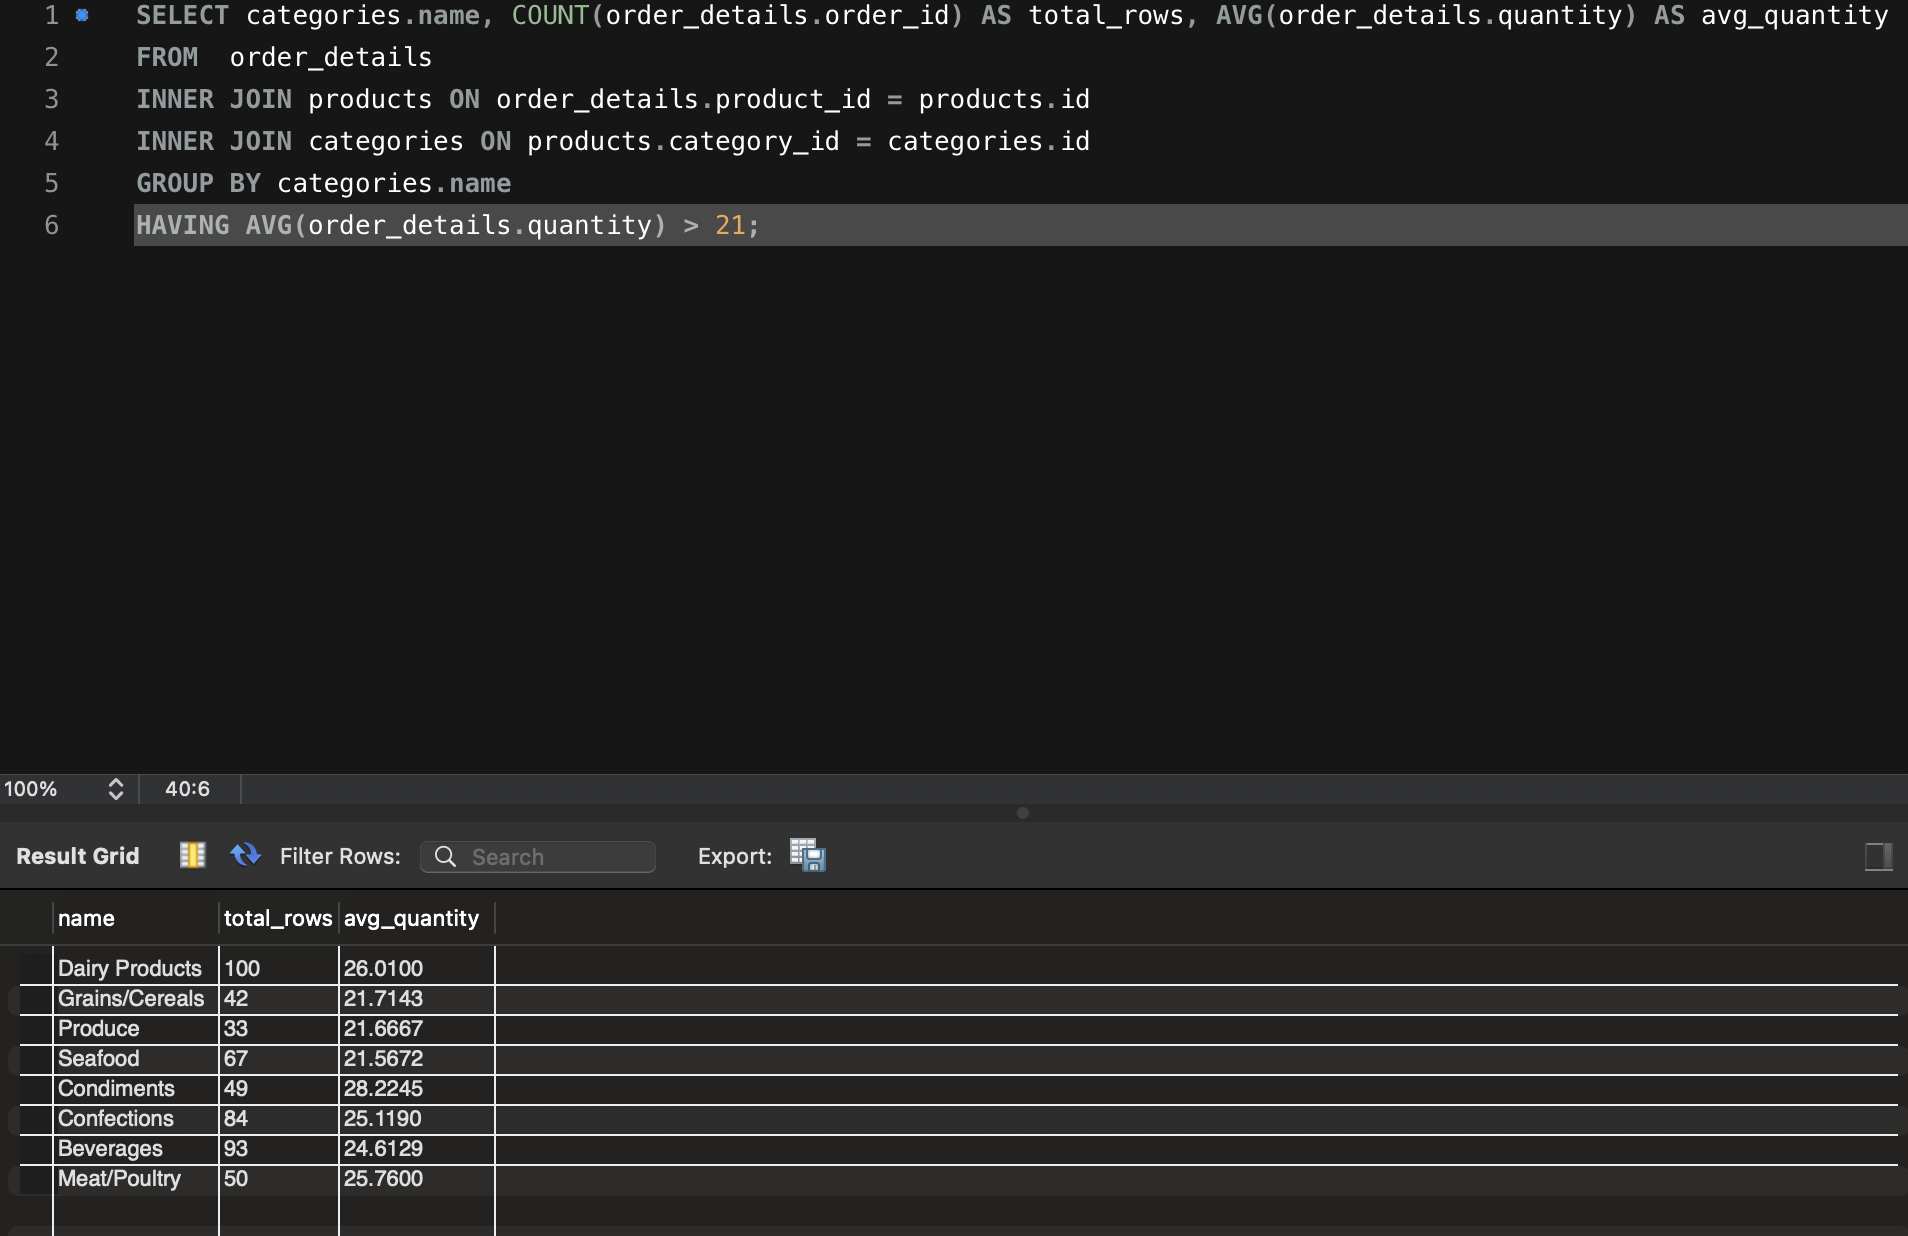 1 SELECT categories.name, COUNT(order_details.order_id) AS total_rows, AVG(order_details.quantity) AS avg_quantity
2 FROM  order_details
3 INNER JOIN products ON order_details.product_id = products.id
4 INNER JOIN categories ON products.category_id = categories.id
5 GROUP BY categories.name
6 HAVING AVG(order_details.quantity) > 21;
100% 40:6
Result Grid Filter Rows: Search Export:
name total_rows avg_quantity
Dairy Products 100 26.0100
Grains/Cereals 42 21.7143
Produce 33 21.6667
Seafood 67 21.5672
Condiments 49 28.2245
Confections 84 25.1190
Beverages 93 24.6129
Meat/Poultry 50 25.7600